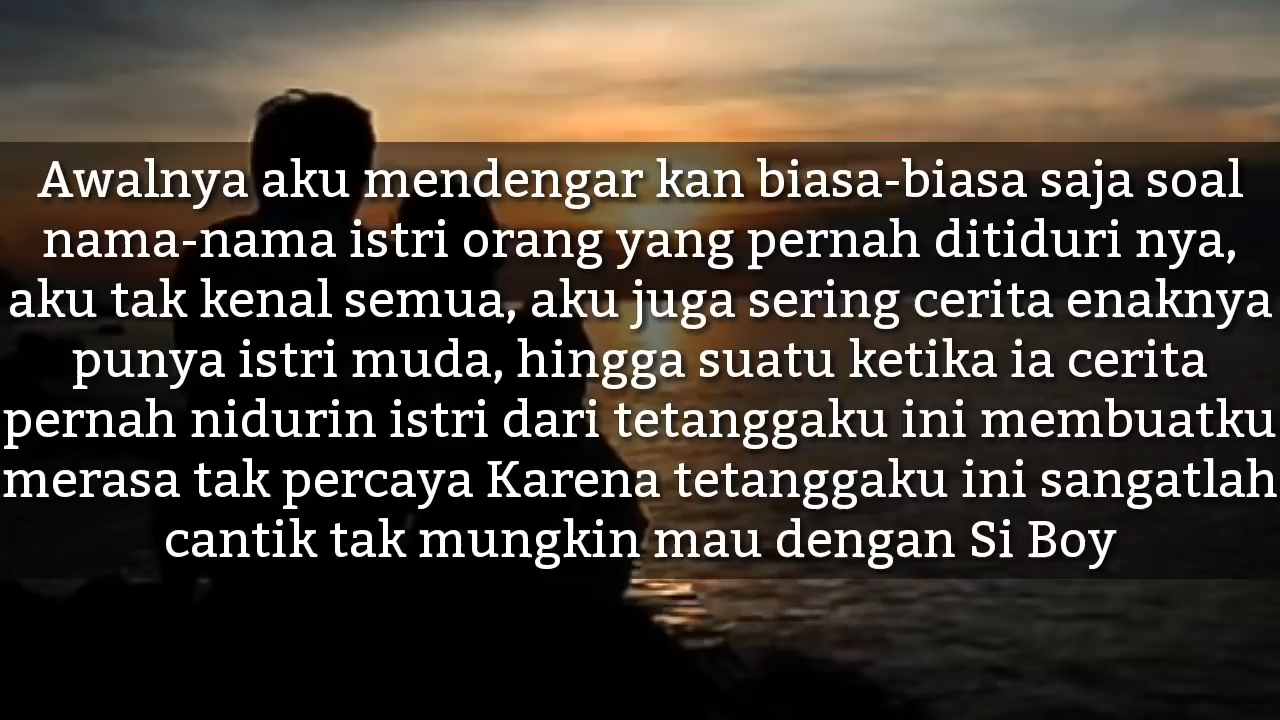 Awalnya aku mendengar kan biasa-biasa saja soal
nama-nama istri orang yang pernah ditiduri nya,
aku tak kenal semua, aku juga sering cerita enaknya
punya istri muda, hingga suatu ketika ia cerita
pernah nidurin istri dari tetanggaku ini membuatku
merasa tak percaya Karena tetanggaku ini sangatlah
cantik tak mungkin mau dengan Si Boy